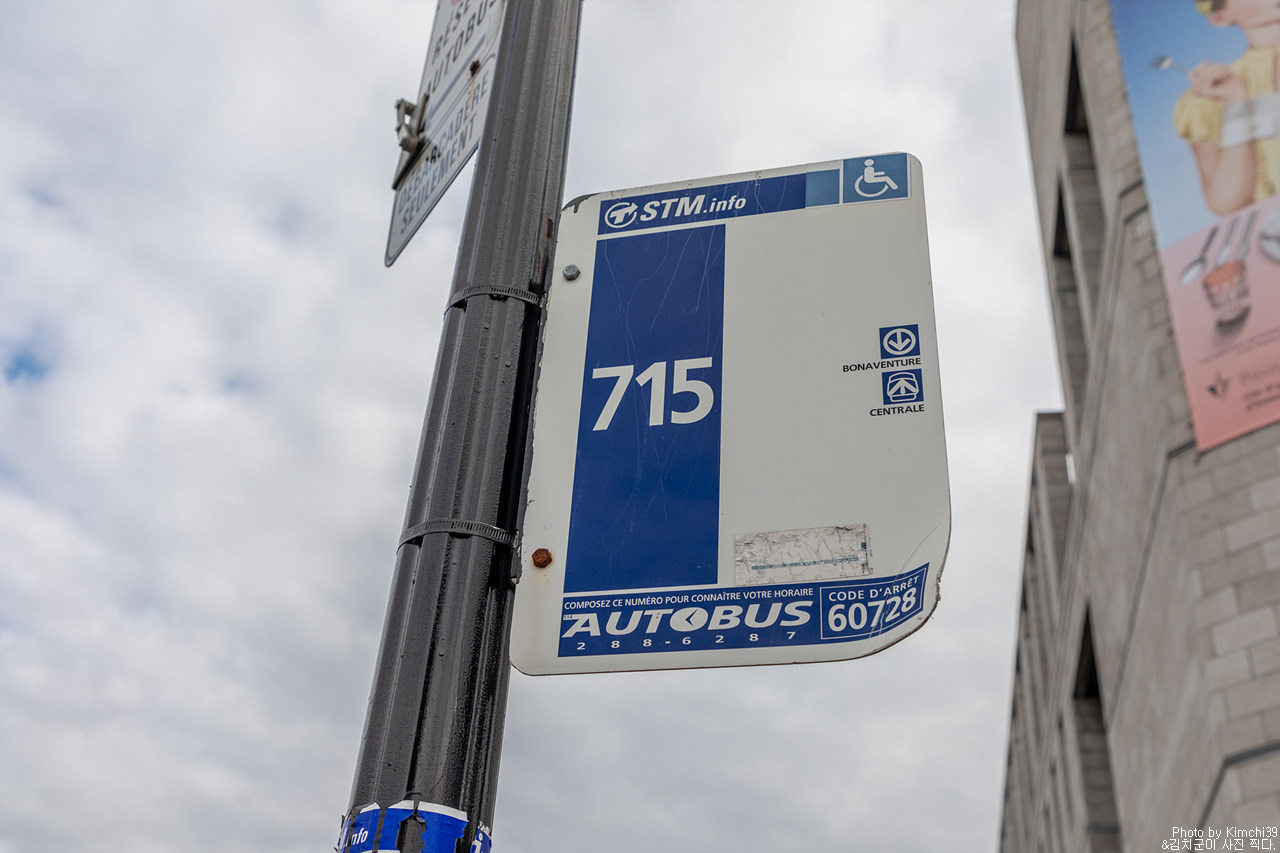 AUTOBUS
SEULEMENT
STM.info
715
BONAVENTURE
CENTRALE
COMPOSEZ CE NUMÉRO POUR CONNAÎTRE VOTRE HORAIRE
AUTOBUS
288-6287
CODE D'ARRÊT
60728
Photo by Kimchi39
&김치군이 사진 찍다.